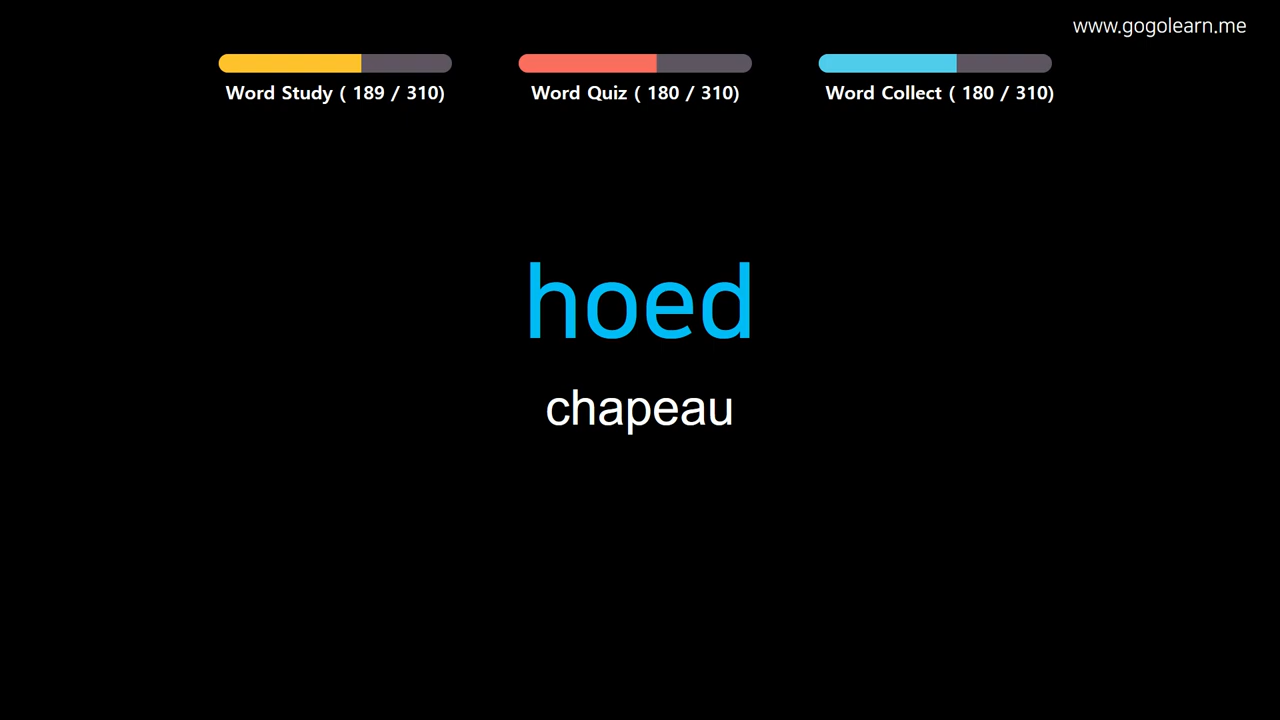 www.gogolearn.me
Word Study ( 189 / 310)
Word Quiz ( 180 / 310)
Word Collect ( 180 / 310)
hoed
chapeau